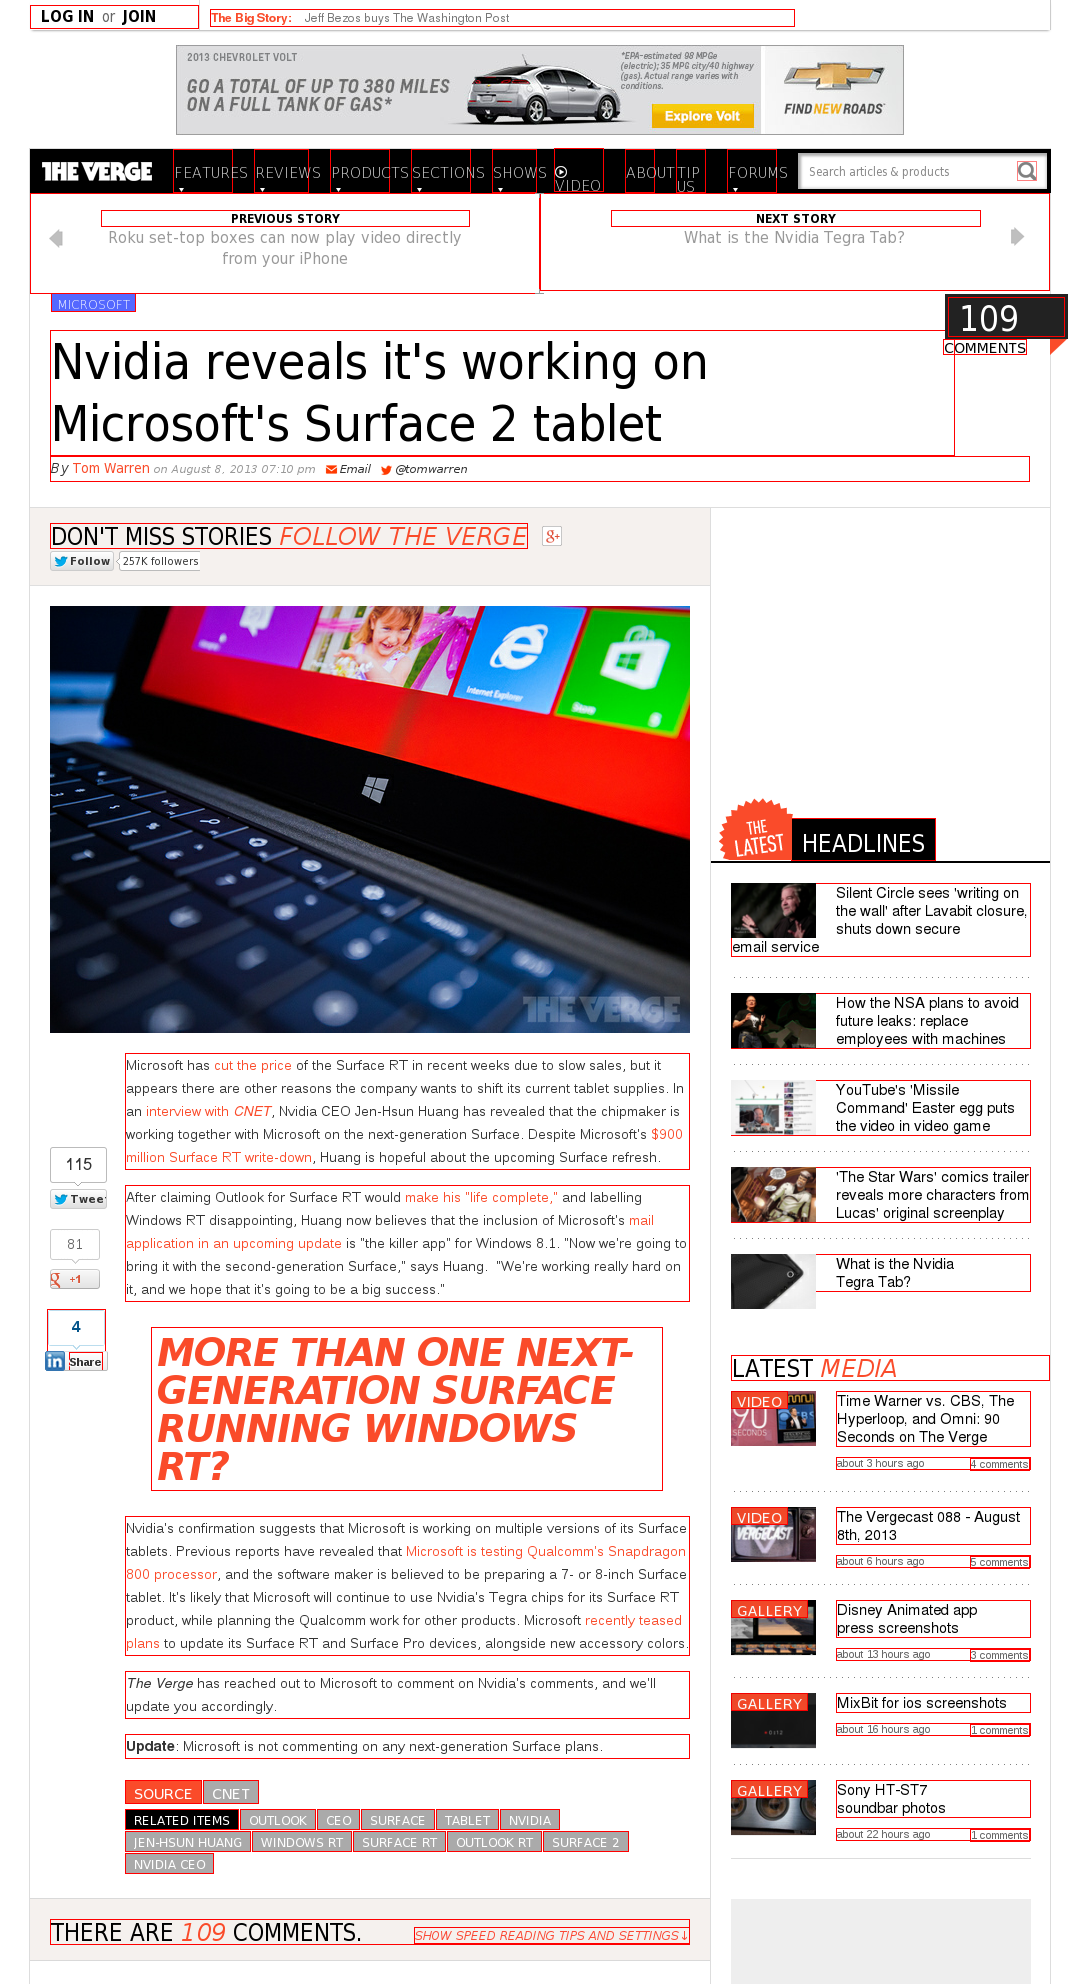 LOG IN or JOIN
The Big Story: Jeff Bezos buys The Washington Post
2013 CHEVROLET VOLT
GO A TOTAL OF UP TO 380 MILES
ON A FULL TANK OF GAS*
*EPA-estimated 98 MPGe
(electric); 35 MPG city/40 highway
(gas). Actual range varies with
conditions.
Explore Volt
FIND NEW ROADS
THE VERGE
FEATURES REVIEWS PRODUCTS SECTIONS SHOWS VIDEO ABOUT TIP US FORUMS
Search articles & products
PREVIOUS STORY
Roku set-top boxes can now play video directly
from your iPhone
NEXT STORY
What is the Nvidia Tegra Tab?
MICROSOFT
109
COMMENTS
Nvidia reveals it's working on
Microsoft's Surface 2 tablet
By Tom Warren on August 8, 2013 07:10 pm Email @tomwarren
DON'T MISS STORIES FOLLOW THE VERGE
g+
Follow 257K followers
Internet Explorer
Store
THE VERGE
Microsoft has cut the price of the Surface RT in recent weeks due to slow sales, but it
appears there are other reasons the company wants to shift its current tablet supplies. In
an interview with CNET, Nvidia CEO Jen-Hsun Huang has revealed that the chipmaker is
working together with Microsoft on the next-generation Surface. Despite Microsoft's $900
million Surface RT write-down, Huang is hopeful about the upcoming Surface refresh.
115
Tweet
81
g +1
4
in Share
After claiming Outlook for Surface RT would make his "life complete," and labelling
Windows RT disappointing, Huang now believes that the inclusion of Microsoft's mail
application in an upcoming update is "the killer app" for Windows 8.1. "Now we're going to
bring it with the second-generation Surface," says Huang.  "We're working really hard on
it, and we hope that it's going to be a big success."
MORE THAN ONE NEXT-
GENERATION SURFACE
RUNNING WINDOWS
RT?
Nvidia's confirmation suggests that Microsoft is working on multiple versions of its Surface
tablets. Previous reports have revealed that Microsoft is testing Qualcomm's Snapdragon
800 processor, and the software maker is believed to be preparing a 7- or 8-inch Surface
tablet. It's likely that Microsoft will continue to use Nvidia's Tegra chips for its Surface RT
product, while planning the Qualcomm work for other products. Microsoft recently teased
plans to update its Surface RT and Surface Pro devices, alongside new accessory colors.
The Verge has reached out to Microsoft to comment on Nvidia's comments, and we'll
update you accordingly.
Update: Microsoft is not commenting on any next-generation Surface plans.
SOURCE CNET
RELATED ITEMS OUTLOOK CEO SURFACE TABLET NVIDIA
JEN-HSUN HUANG WINDOWS RT SURFACE RT OUTLOOK RT SURFACE 2
NVIDIA CEO
THERE ARE 109 COMMENTS.
SHOW SPEED READING TIPS AND SETTINGS ↓
THE LATEST HEADLINES
Silent Circle sees 'writing on
the wall' after Lavabit closure,
shuts down secure
email service
How the NSA plans to avoid
future leaks: replace
employees with machines
YouTube's 'Missile
Command' Easter egg puts
the video in video game
'The Star Wars' comics trailer
reveals more characters from
Lucas' original screenplay
What is the Nvidia
Tegra Tab?
LATEST MEDIA
VIDEO
90
SECONDS
Time Warner vs. CBS, The
Hyperloop, and Omni: 90
Seconds on The Verge
about 3 hours ago 4 comments
VIDEO
VERGECAST
The Vergecast 088 - August
8th, 2013
about 6 hours ago 5 comments
GALLERY
Disney Animated app
press screenshots
about 13 hours ago 3 comments
GALLERY
MixBit for ios screenshots
about 16 hours ago 1 comments
GALLERY
Sony HT-ST7
soundbar photos
about 22 hours ago 1 comments